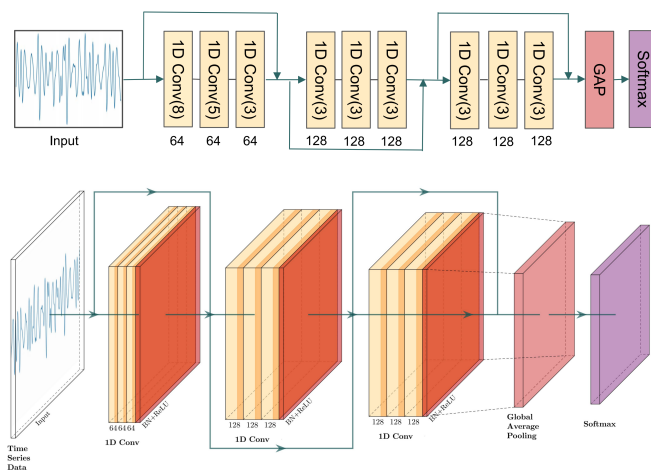 1D Conv(8)
1D Conv(5)
1D Conv(3)
1D Conv(3)
1D Conv(3)
1D Conv(3)
1D Conv(3)
1D Conv(3)
1D Conv(3)
GAP
Softmax
Input
64
64
64
128
128
128
128
128
128
Input
64 64 64
BN+ReLU
1D Conv
128 128 128
BN+ReLU
1D Conv
128 128 128
BN+ReLU
1D Conv
Time
Series
Data
Global
Average
Pooling
Softmax